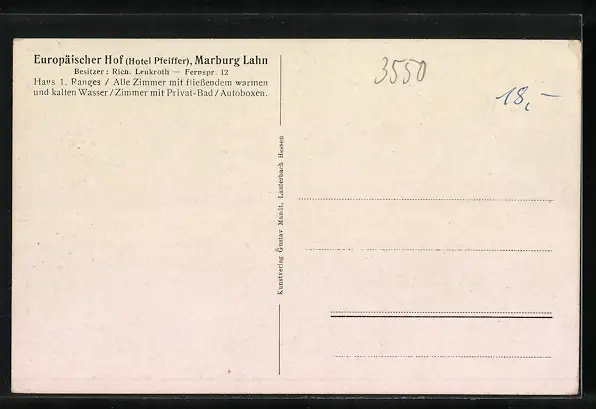 Europäischer Hof (Hotel Pfeiffer), Marburg Lahn
Besitzer: Rich. Leukroth — Fernspr. 12
Haus 1. Ranges / Alle Zimmer mit fließendem warmen
und kalten Wasser / Zimmer mit Privat-Bad / Autoboxen.
3550
18,-
Kunstverlag Gustav Mandt, Lauterbach Hessen